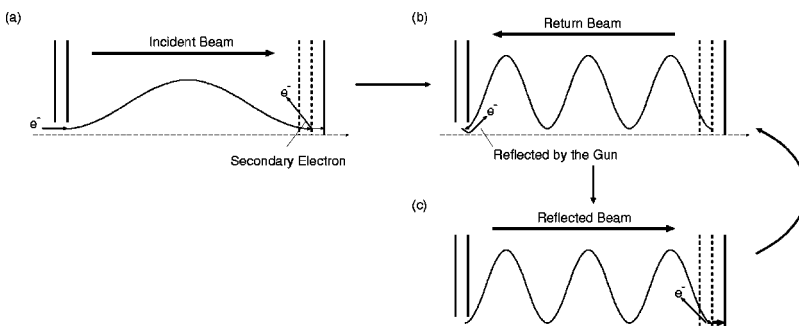 (a)
Incident Beam
e-
e-
Secondary Electron
(b)
Return Beam
e-
Reflected by the Gun
(c)
Reflected Beam
e-